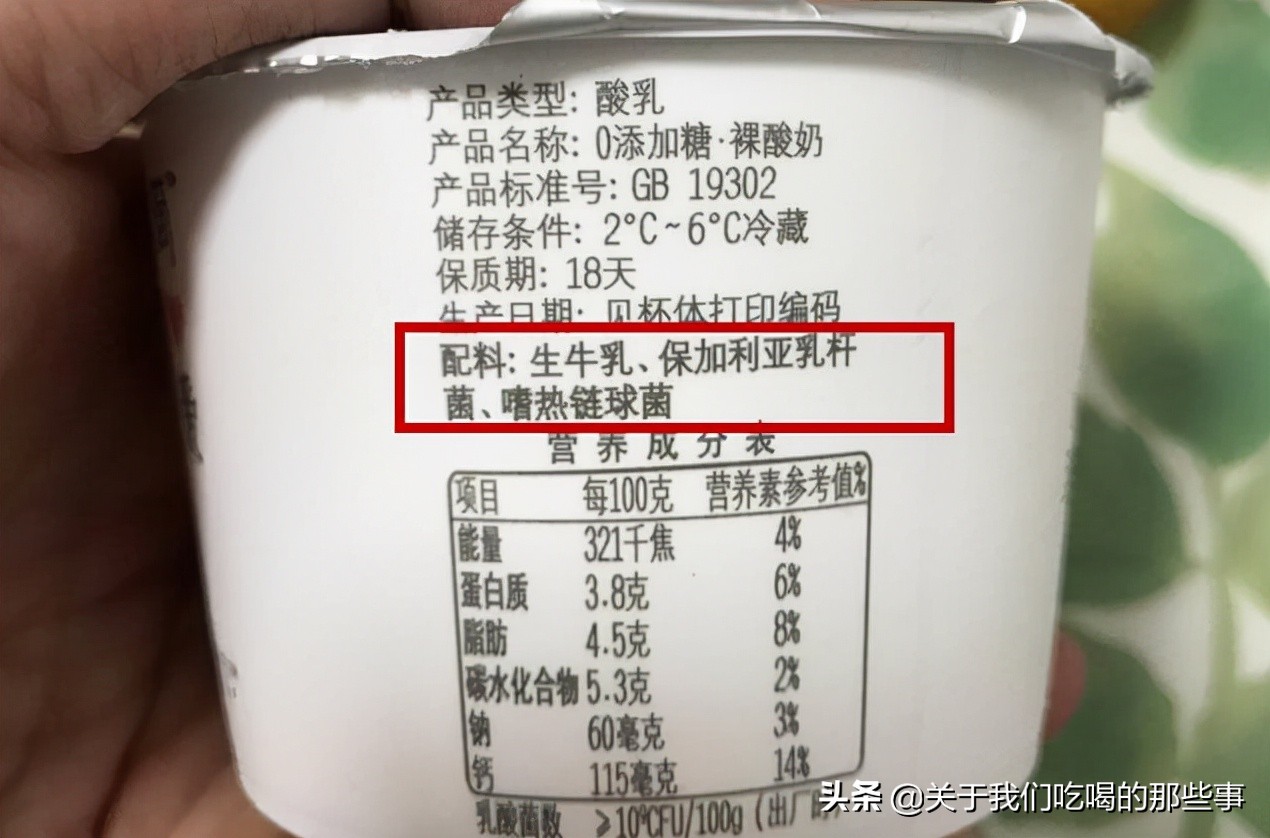 产品类型：酸乳
产品名称：0添加糖·裸酸奶
产品标准号：GB 19302
储存条件：2°C～6°C冷藏
保质期：18天
生产日期：见杯体打印编码
配料：生牛乳、保加利亚乳杆
菌、嗜热链球菌
营养成分表
项目 每100克 营养素参考值%
能量 321千焦 4%
蛋白质 3.8克 6%
脂肪 4.5克 8%
碳水化合物 5.3克 2%
钠 60毫克 3%
钙 115毫克 14%
乳酸菌数 ≥10⁶CFU/100g（出厂
头条 @关于我们吃喝的那些事